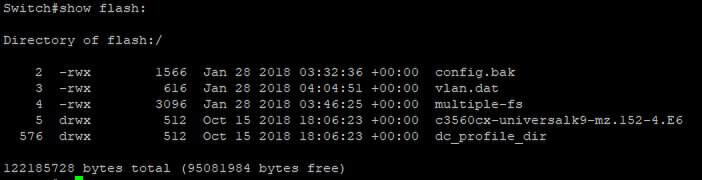 Switch#show flash:
Directory of flash:/
2 -rwx 1566 Jan 28 2018 03:32:36 +00:00 config.bak
3 -rwx 616 Jan 28 2018 04:04:51 +00:00 vlan.dat
4 -rwx 3096 Jan 28 2018 03:46:25 +00:00 multiple-fs
5 drwx 512 Oct 15 2018 18:06:23 +00:00 c3560cx-universalk9-mz.152-4.E6
576 drwx 512 Oct 15 2018 18:06:23 +00:00 dc_profile_dir
122185728 bytes total (95081984 bytes free)